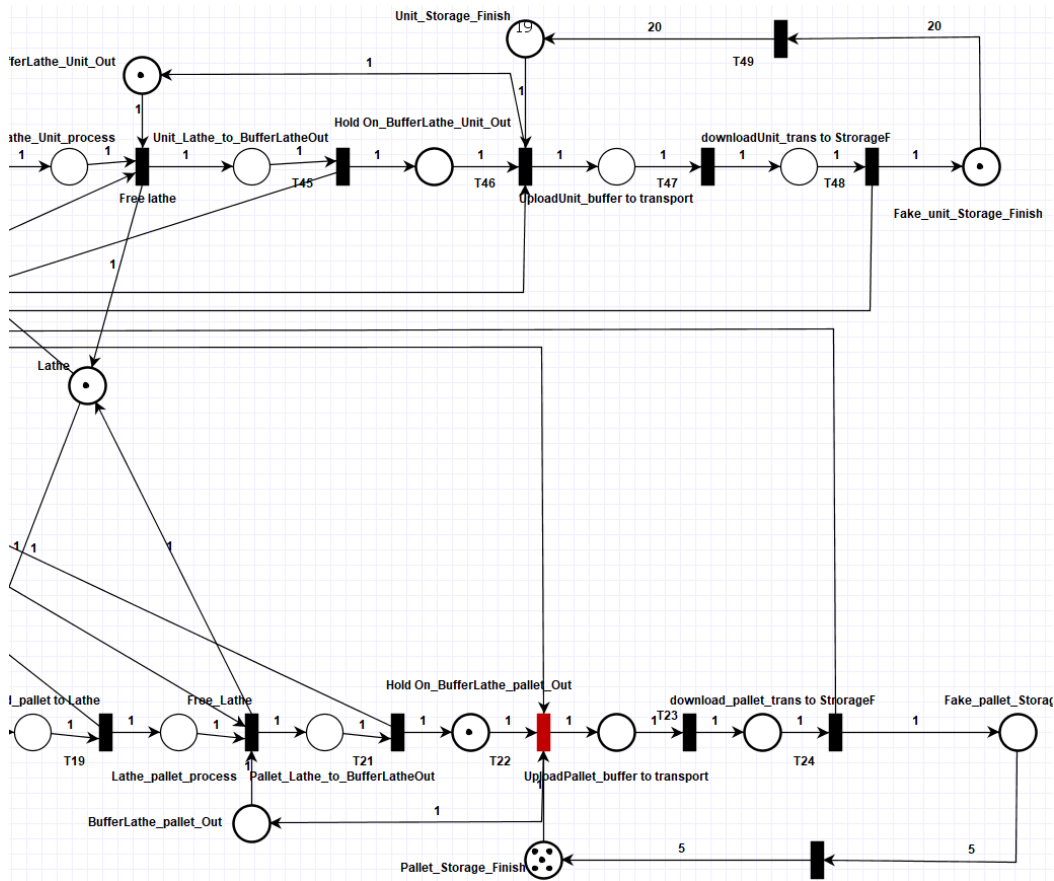 Unit_Storage_Finish
19
20
20
T49
fferLathe_Unit_Out
1
1
1
Hold On_BufferLathe_Unit_Out
athe_Unit_process
Unit_Lathe_to_BufferLatheOut
downloadUnit_trans to StrorageF
1
1
1
1
1
1
1
1
1
1
1
T45
T46
T47
T48
Free lathe
UploadUnit_buffer to transport
Fake_unit_Storage_Finish
1
Lathe
1
1
1
Hold On_BufferLathe_pallet_Out
d_pallet to Lathe
Free_Lathe
download_pallet_trans to StrorageF
Fake_pallet_Storag
T23
1
1
1
1
1
1
1
1
1
1
1
1
T19
T21
T22
T24
Lathe_pallet_process
Pallet_Lathe_to_BufferLatheOut
UploadPallet_buffer to transport
1
1
1
BufferLathe_pallet_Out
5
5
Pallet_Storage_Finish